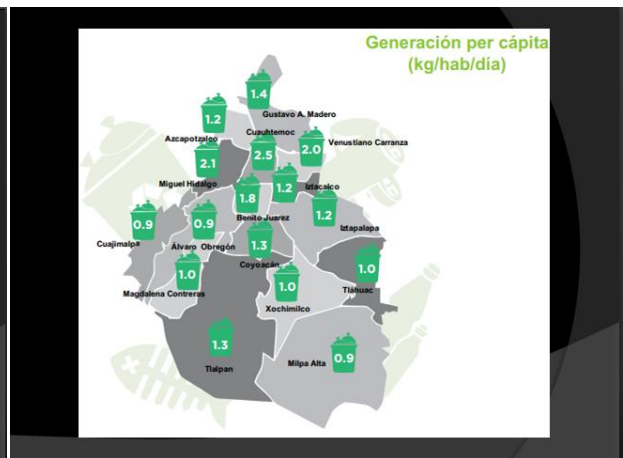 Generación per cápita
(kg/hab/día)
1.4
Gustavo A. Madero
1.2
Azcapotzalco
Cuauhtemoc
2.5
2.0
Venustiano Carranza
2.1
Miguel Hidalgo
1.2
Iztacalco
1.8
Benito Juarez
1.2
Iztapalapa
0.9
Cuajimalpa
0.9
Álvaro Obregón
1.3
Coyoacán
1.0
Magdalena Contreras
1.0
Xochimilco
1.0
Tláhuac
1.3
Tlalpan
Milpa Alta
0.9